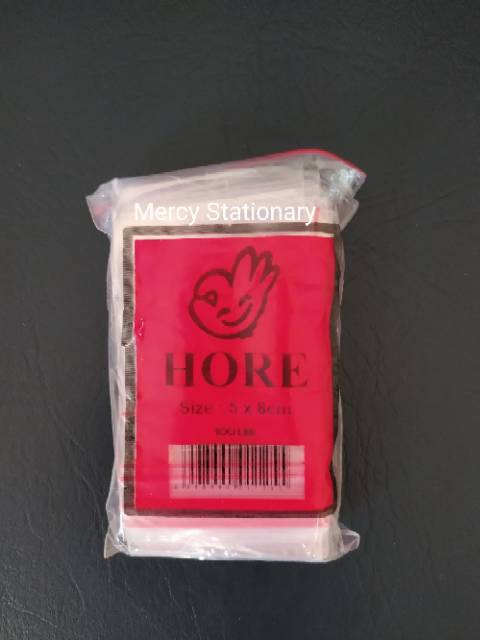 Mercy Stationary
HORE
Size : 5 x 8cm